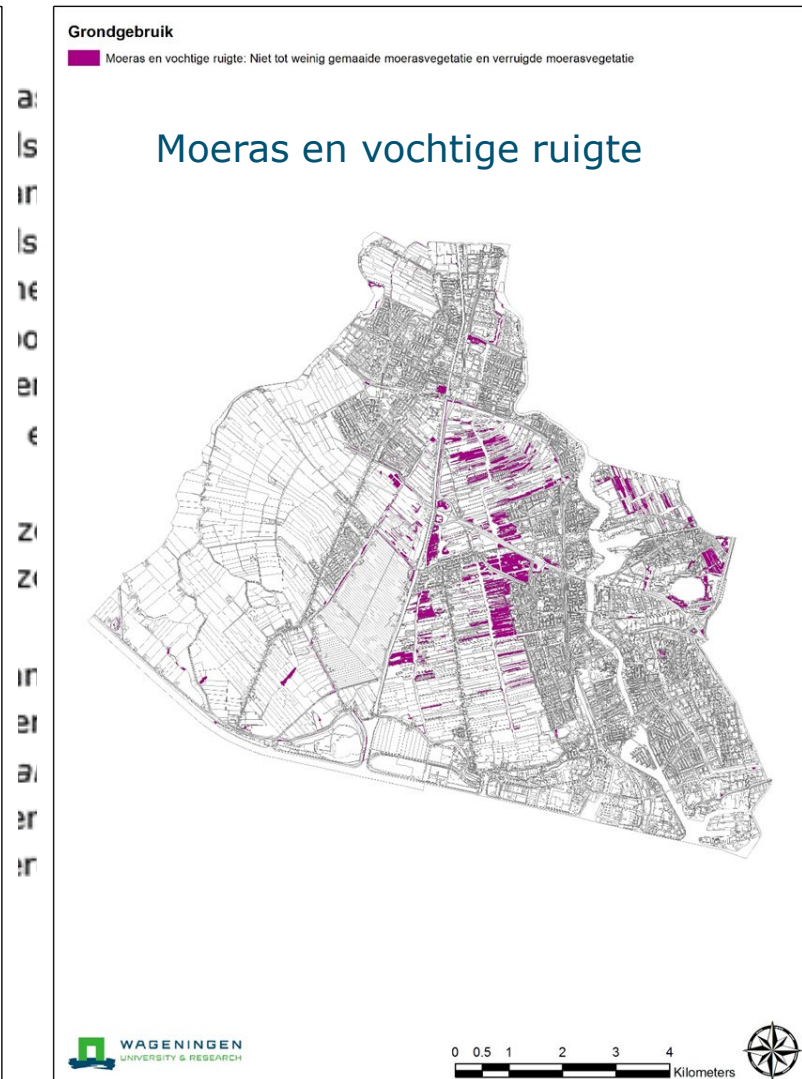 Grondgebruik
Moeras en vochtige ruigte: Niet tot weinig gemaaide moerasvegetatie en verruigde moerasvegetatie
Moeras en vochtige ruigte
WAGENINGEN
UNIVERSITY & RESEARCH
0 0.5 1 2 3 4
Kilometers